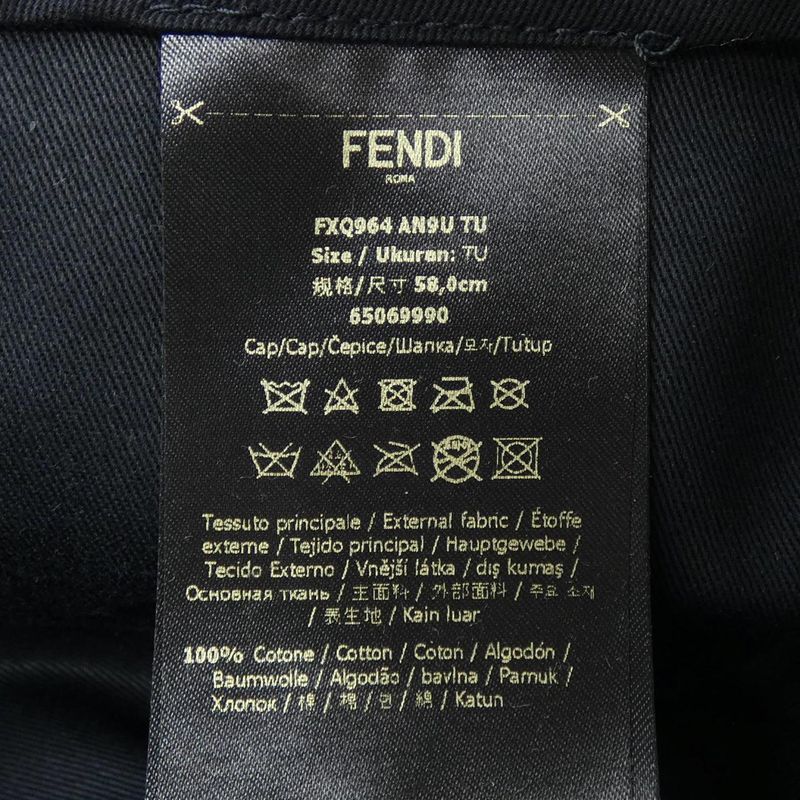 FENDI
ROMA
FXQ964 AN9U TU
Size / Ukuran: TU
规格/尺寸 58,0cm
65069990
Cap/Cap/Čepice/Шапка/모자/Tutup
Tessuto principale / External fabric / Étoffe
externe / Tejido principal / Hauptgewebe /
Tecido Externo / Vnější látka / dış kumaş /
Основная ткань / 主面料 / 外部面料 / 주요 소재
/ 表生地 / Kain luar
100% Cotone / Cotton / Coton / Algodón /
Baumwolle / Algodão / bavlna / Pamuk /
Хлопок / 棉 / 棉 / 면 / 綿 / Katun